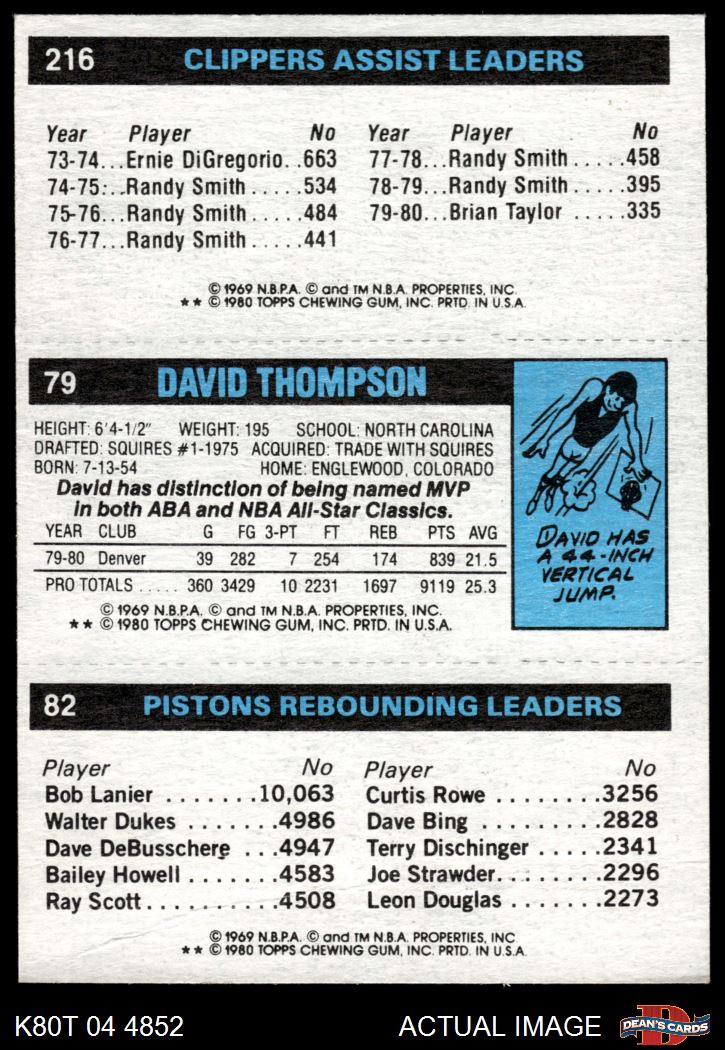 216 CLIPPERS ASSIST LEADERS
Year Player No Year Player No
73-74...Ernie DiGregorio..663 77-78...Randy Smith.....458
74-75:..Randy Smith.....534 78-79...Randy Smith.....395
75-76...Randy Smith.....484 79-80...Brian Taylor.....335
76-77...Randy Smith.....441
© 1969 N.B.P.A. © and TM N.B.A. PROPERTIES, INC.
★★ © 1980 TOPPS CHEWING GUM, INC. PRTD. IN U.S.A.
79 DAVID THOMPSON
HEIGHT: 6'4-1/2" WEIGHT: 195 SCHOOL: NORTH CAROLINA
DRAFTED: SQUIRES #1-1975 ACQUIRED: TRADE WITH SQUIRES
BORN: 7-13-54 HOME: ENGLEWOOD, COLORADO
David has distinction of being named MVP
in both ABA and NBA All-Star Classics.
YEAR CLUB G FG 3-PT FT REB PTS AVG
79-80 Denver 39 282 7 254 174 839 21.5
PRO TOTALS ..... 360 3429 10 2231 1697 9119 25.3
© 1969 N.B.P.A. © and TM N.B.A. PROPERTIES, INC.
★★ © 1980 TOPPS CHEWING GUM, INC. PRTD. IN U.S.A.
DAVID HAS
A 44-INCH
VERTICAL
JUMP.
82 PISTONS REBOUNDING LEADERS
Player No Player No
Bob Lanier .......10,063 Curtis Rowe ........3256
Walter Dukes .......4986 Dave Bing .........2828
Dave DeBusschere ...4947 Terry Dischinger .....2341
Bailey Howell .......4583 Joe Strawder........2296
Ray Scott..........4508 Leon Douglas .......2273
© 1969 N.B.P.A. © and TM N.B.A. PROPERTIES, INC
★★ © 1980 TOPPS CHEWING GUM, INC. PRTD. IN U.S.A.
K80T 04 4852 ACTUAL IMAGE D DEAN'S CARDS